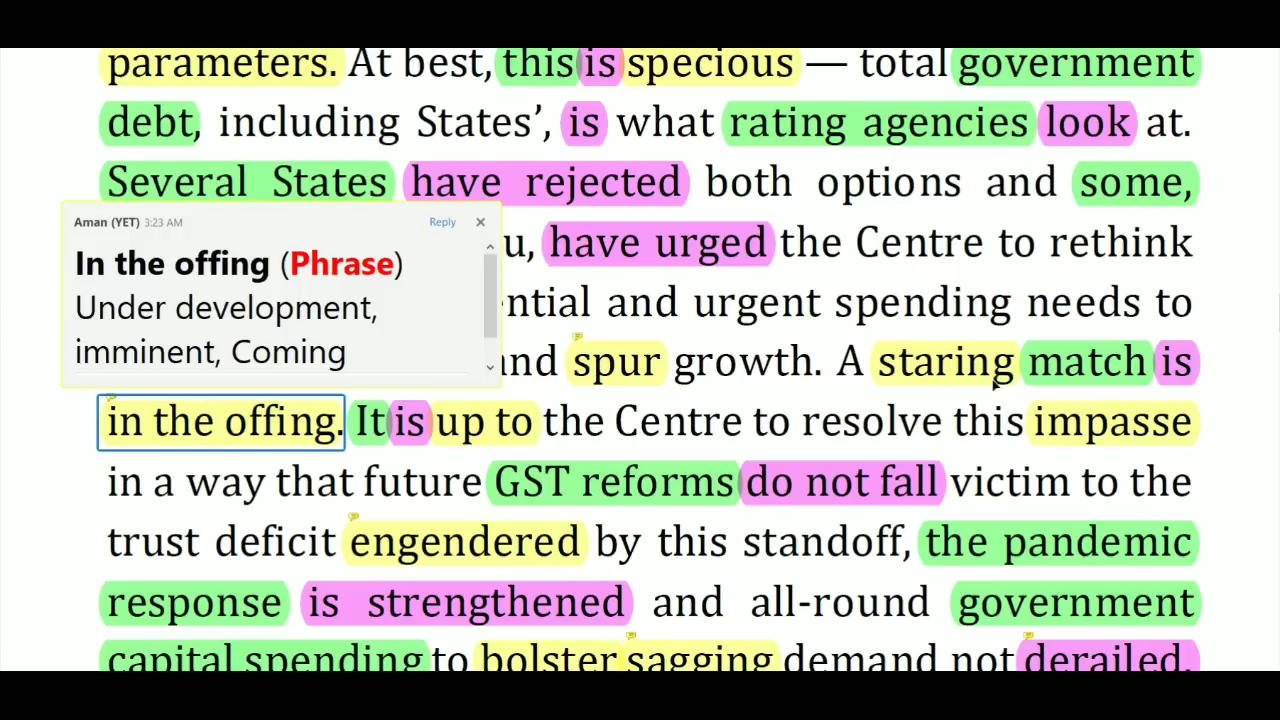 parameters. At best, this is specious — total government
debt, including States’, is what rating agencies look at.
Several States have rejected both options and some,
Aman (YET) 3:23 AM Reply
In the offing (Phrase)
Under development,
imminent, Coming
u, have urged the Centre to rethink
ntial and urgent spending needs to
and spur growth. A staring match is
in the offing. It is up to the Centre to resolve this impasse
in a way that future GST reforms do not fall victim to the
trust deficit engendered by this standoff, the pandemic
response is strengthened and all-round government
capital spending to bolster sagging demand not derailed.